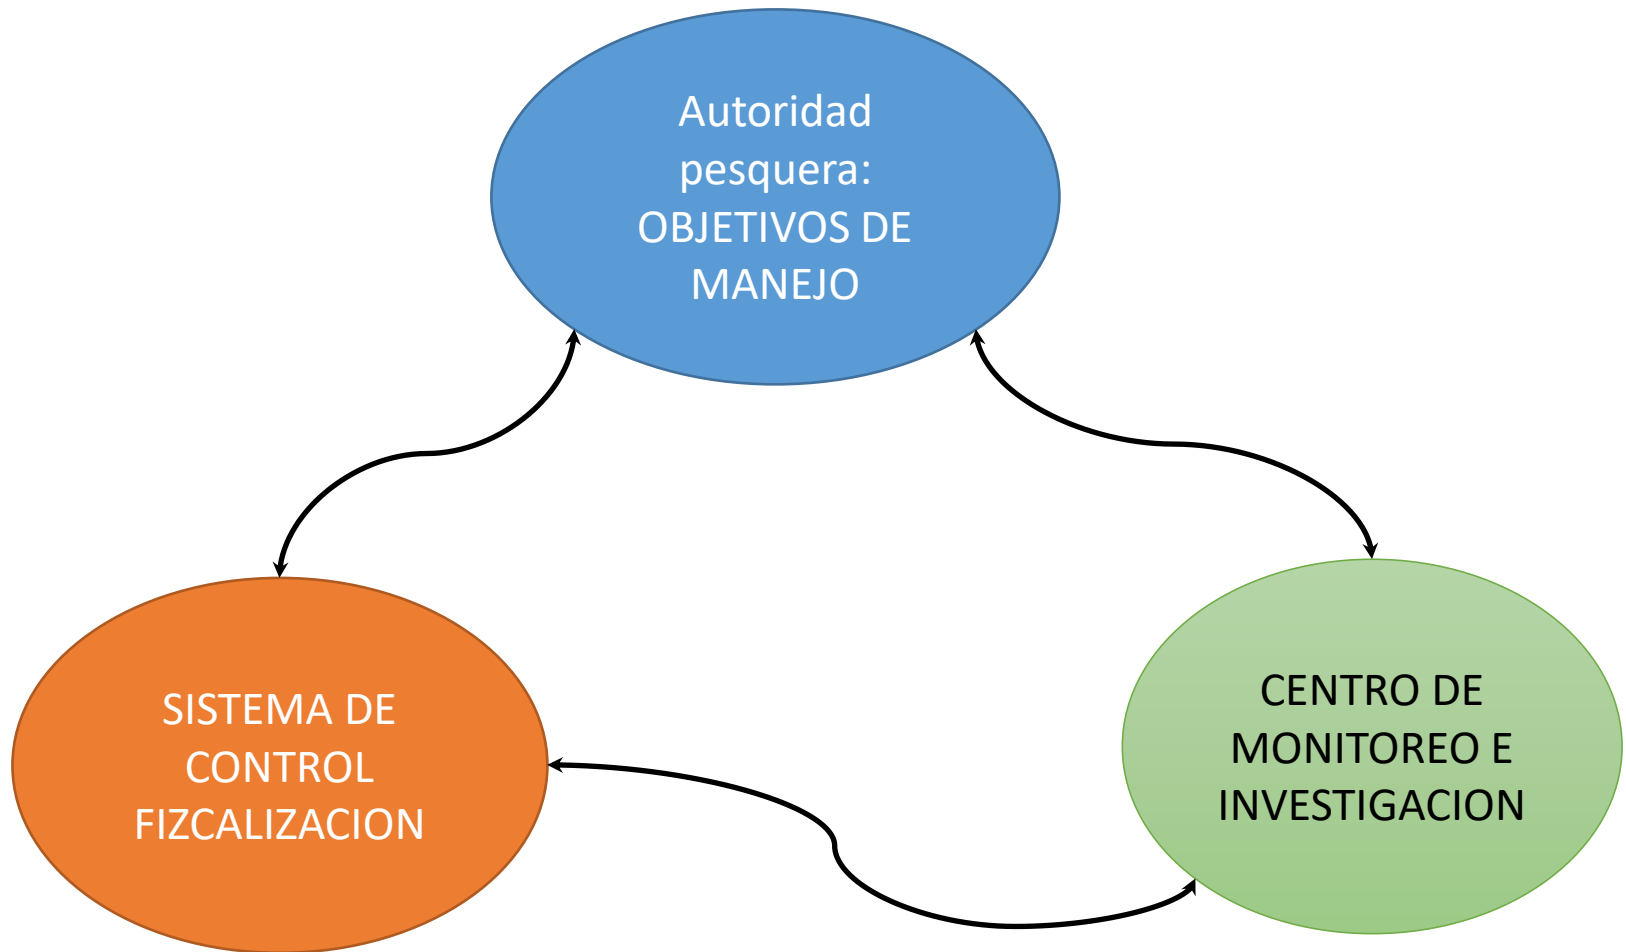 Autoridad
pesquera:
OBJETIVOS DE
MANEJO
SISTEMA DE
CONTROL
FIZCALIZACION
CENTRO DE
MONITOREO E
INVESTIGACION